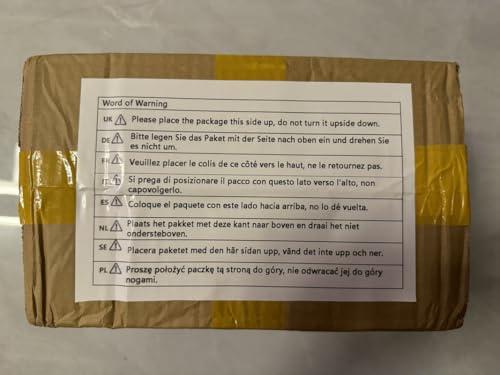 Word of Warning
UK Please place the package this side up, do not turn it upside down.
DE Bitte legen Sie das Paket mit der Seite nach oben ein und drehen Sie
es nicht um.
FR Veuillez placer le colis de ce côté vers le haut, ne le retournez pas.
IT Si prega di posizionare il pacco con questo lato verso l'alto, non
capovolgerlo.
ES Coloque el paquete con este lado hacia arriba, no lo dé vuelta.
NL Plaats het pakket met deze kant naar boven en draai het niet
ondersteboven.
SE Placera paketet med den här sidan upp, vänd det inte upp och ner.
PL Proszę położyć paczkę tą stroną do góry, nie odwracać jej do góry
nogami.